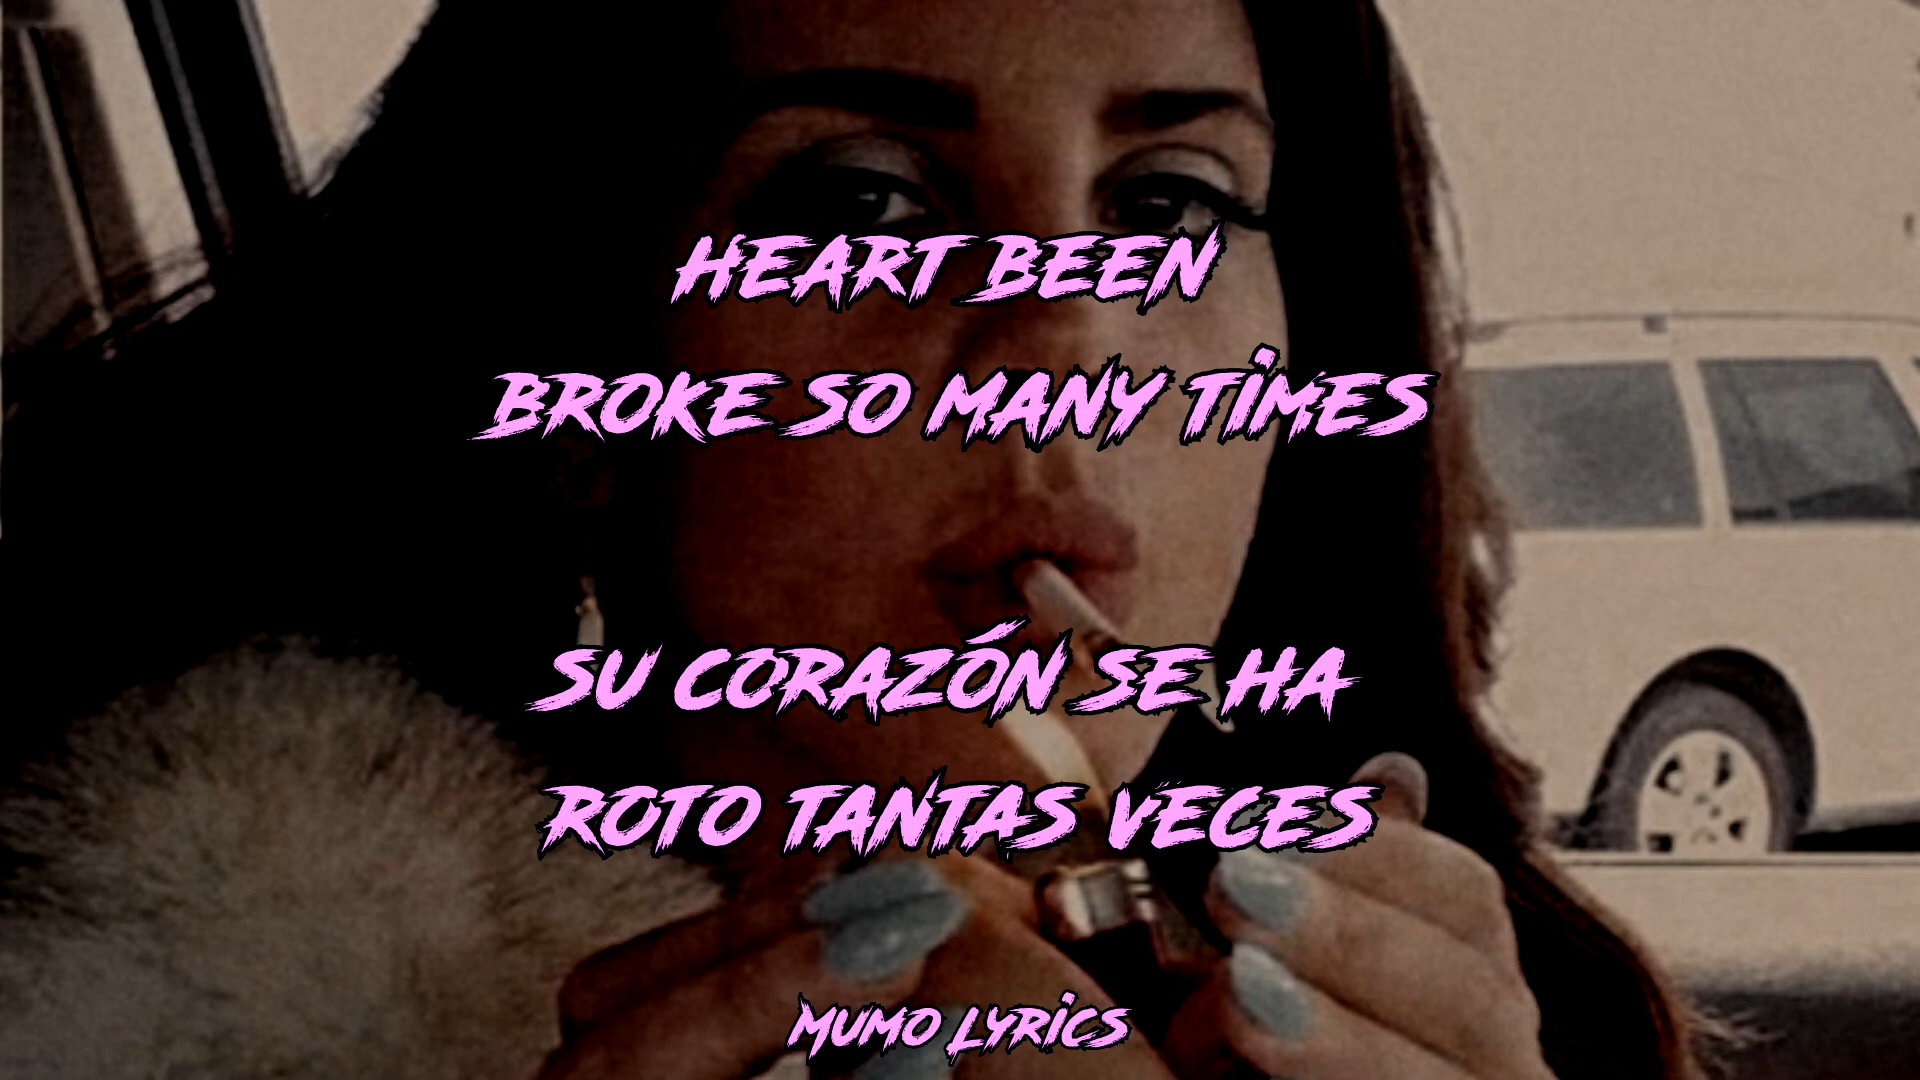 HEART BEEN
BROKE SO MANY TIMES
SU CORAZÓN SE HA
ROTO TANTAS VECES
MUMO LYRICS